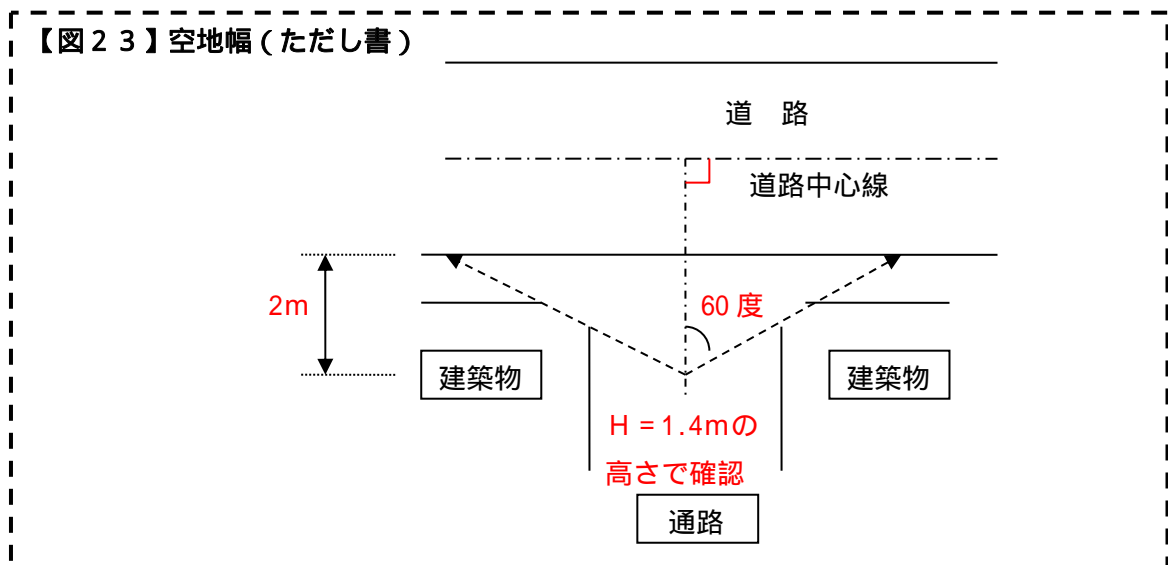 【図23】空地幅(ただし書)
道 路
道路中心線
2m
60度
建築物
建築物
H=1.4mの
高さで確認
通路